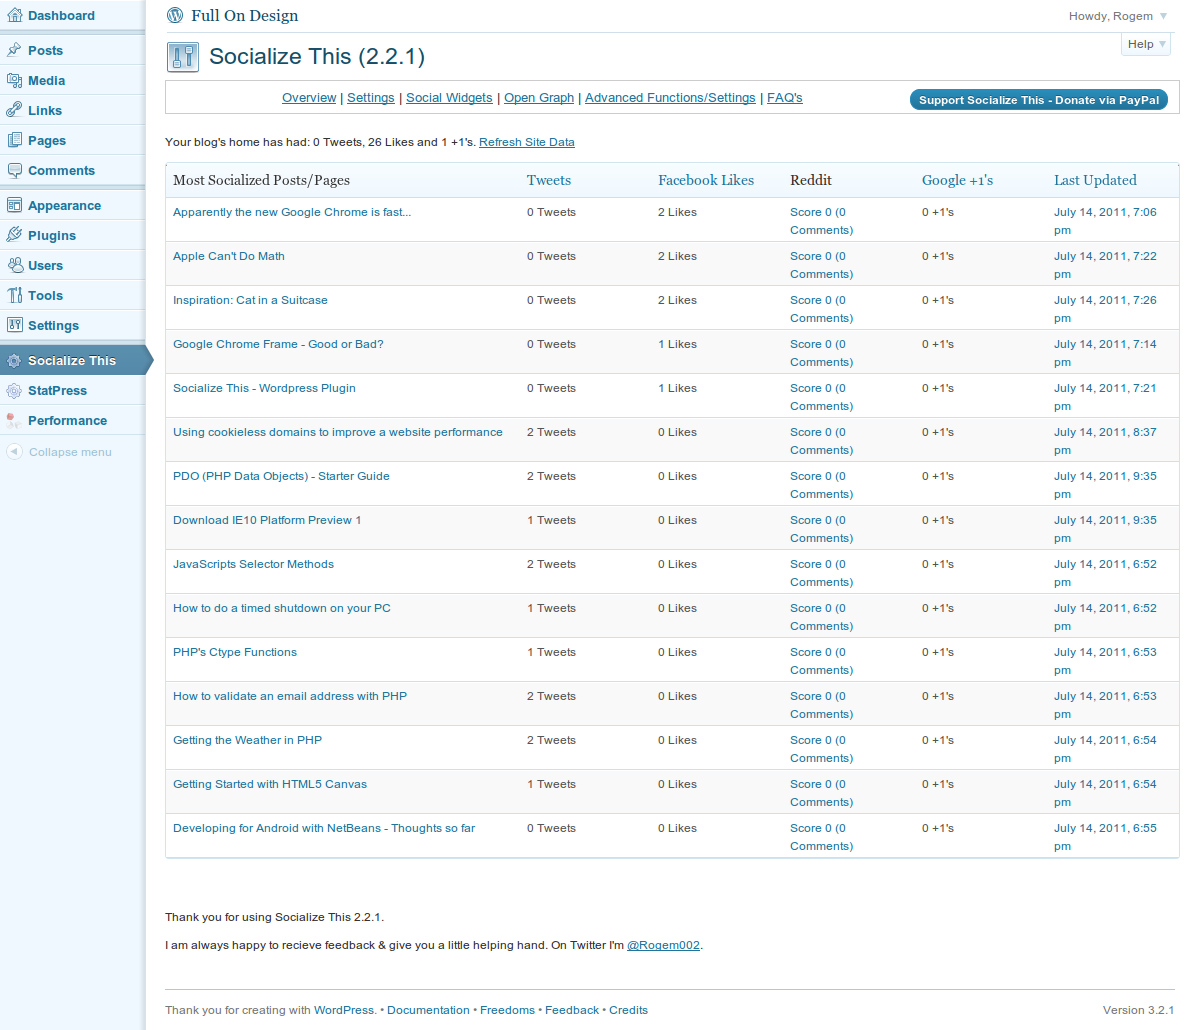 Dashboard
Posts
Media
Links
Pages
Comments
Appearance
Plugins
Users
Tools
Settings
Socialize This
StatPress
Performance
Collapse menu
Full On Design
Howdy, Rogem
Help
Socialize This (2.2.1)
Overview | Settings | Social Widgets | Open Graph | Advanced Functions/Settings | FAQ's
Support Socialize This - Donate via PayPal
Your blog's home has had: 0 Tweets, 26 Likes and 1 +1's. Refresh Site Data
Most Socialized Posts/Pages Tweets Facebook Likes Reddit Google +1's Last Updated
Apparently the new Google Chrome is fast... 0 Tweets 2 Likes Score 0 (0 0 +1's July 14, 2011, 7:06
Comments) pm
Apple Can't Do Math 0 Tweets 2 Likes Score 0 (0 0 +1's July 14, 2011, 7:22
Comments) pm
Inspiration: Cat in a Suitcase 0 Tweets 2 Likes Score 0 (0 0 +1's July 14, 2011, 7:26
Comments) pm
Google Chrome Frame - Good or Bad? 0 Tweets 1 Likes Score 0 (0 0 +1's July 14, 2011, 7:14
Comments) pm
Socialize This - Wordpress Plugin 0 Tweets 1 Likes Score 0 (0 0 +1's July 14, 2011, 7:21
Comments) pm
Using cookieless domains to improve a website performance 2 Tweets 0 Likes Score 0 (0 0 +1's July 14, 2011, 8:37
Comments) pm
PDO (PHP Data Objects) - Starter Guide 2 Tweets 0 Likes Score 0 (0 0 +1's July 14, 2011, 9:35
Comments) pm
Download IE10 Platform Preview 1 1 Tweets 0 Likes Score 0 (0 0 +1's July 14, 2011, 9:35
Comments) pm
JavaScripts Selector Methods 2 Tweets 0 Likes Score 0 (0 0 +1's July 14, 2011, 6:52
Comments) pm
How to do a timed shutdown on your PC 1 Tweets 0 Likes Score 0 (0 0 +1's July 14, 2011, 6:52
Comments) pm
PHP's Ctype Functions 1 Tweets 0 Likes Score 0 (0 0 +1's July 14, 2011, 6:53
Comments) pm
How to validate an email address with PHP 2 Tweets 0 Likes Score 0 (0 0 +1's July 14, 2011, 6:53
Comments) pm
Getting the Weather in PHP 2 Tweets 0 Likes Score 0 (0 0 +1's July 14, 2011, 6:54
Comments) pm
Getting Started with HTML5 Canvas 1 Tweets 0 Likes Score 0 (0 0 +1's July 14, 2011, 6:54
Comments) pm
Developing for Android with NetBeans - Thoughts so far 0 Tweets 0 Likes Score 0 (0 0 +1's July 14, 2011, 6:55
Comments) pm
Thank you for using Socialize This 2.2.1.
I am always happy to recieve feedback & give you a little helping hand. On Twitter I'm @Rogem002.
Thank you for creating with WordPress. • Documentation • Freedoms • Feedback • Credits
Version 3.2.1